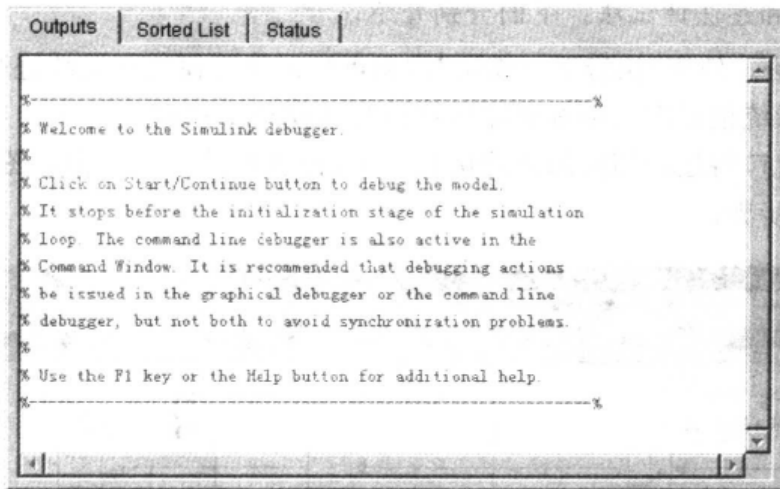 Outputs Sorted List Status
%---------------------------------------------------------------%
% Welcome to the Simulink debugger.
%
% Click on Start/Continue button to debug the model.
% It stops before the initialization stage of the simulation
% loop. The command line debugger is also active in the
% Command Window. It is recommended that debugging actions
% be issued in the graphical debugger or the command line
% debugger, but not both to avoid synchronization problems.
%
% Use the F1 key or the Help button for additional help.
%---------------------------------------------------------------%